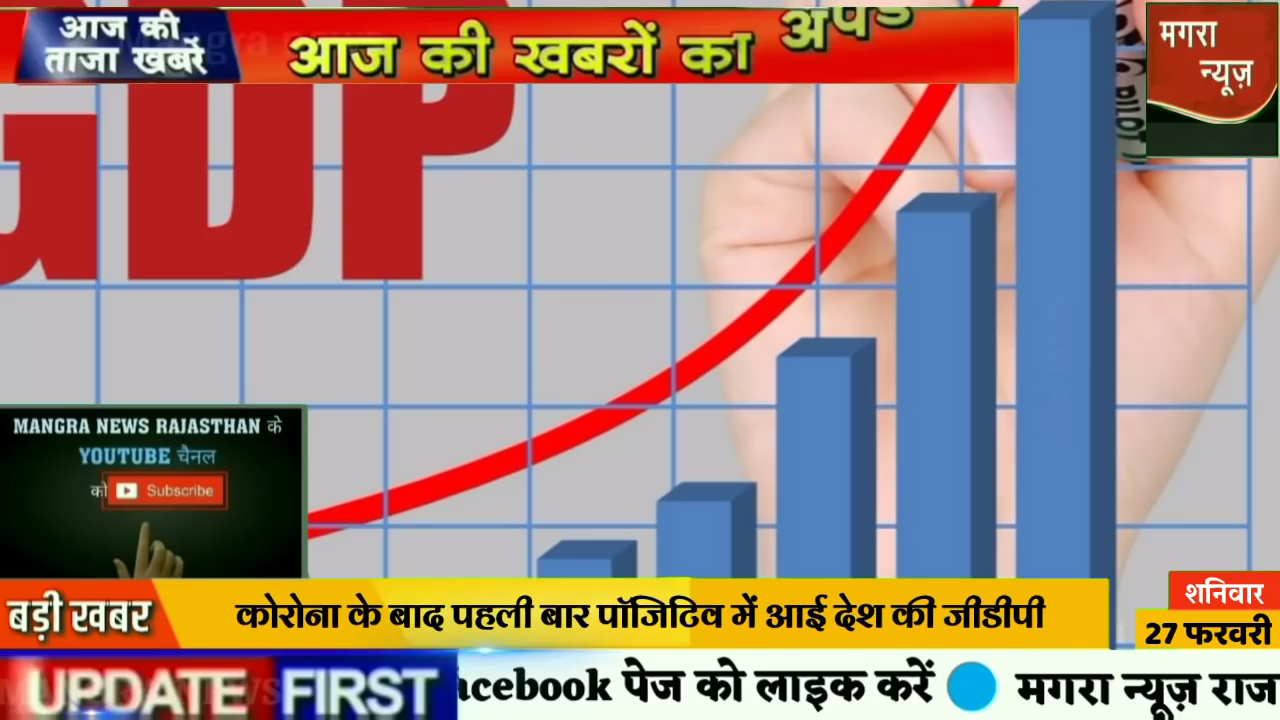 आज की
ताजा खबरें
आज की खबरों का अपडे
मगरा
न्यूज़
GDP
MANGRA NEWS RAJASTHAN के
YOUTUBE चैनल
को Subscribe
बड़ी खबर
कोरोना के बाद पहली बार पॉजिटिव में आई देश की जीडीपी
शनिवार
27 फरवरी
UPDATE FIRST
acebook पेज को लाइक करें मगरा न्यूज़ राज